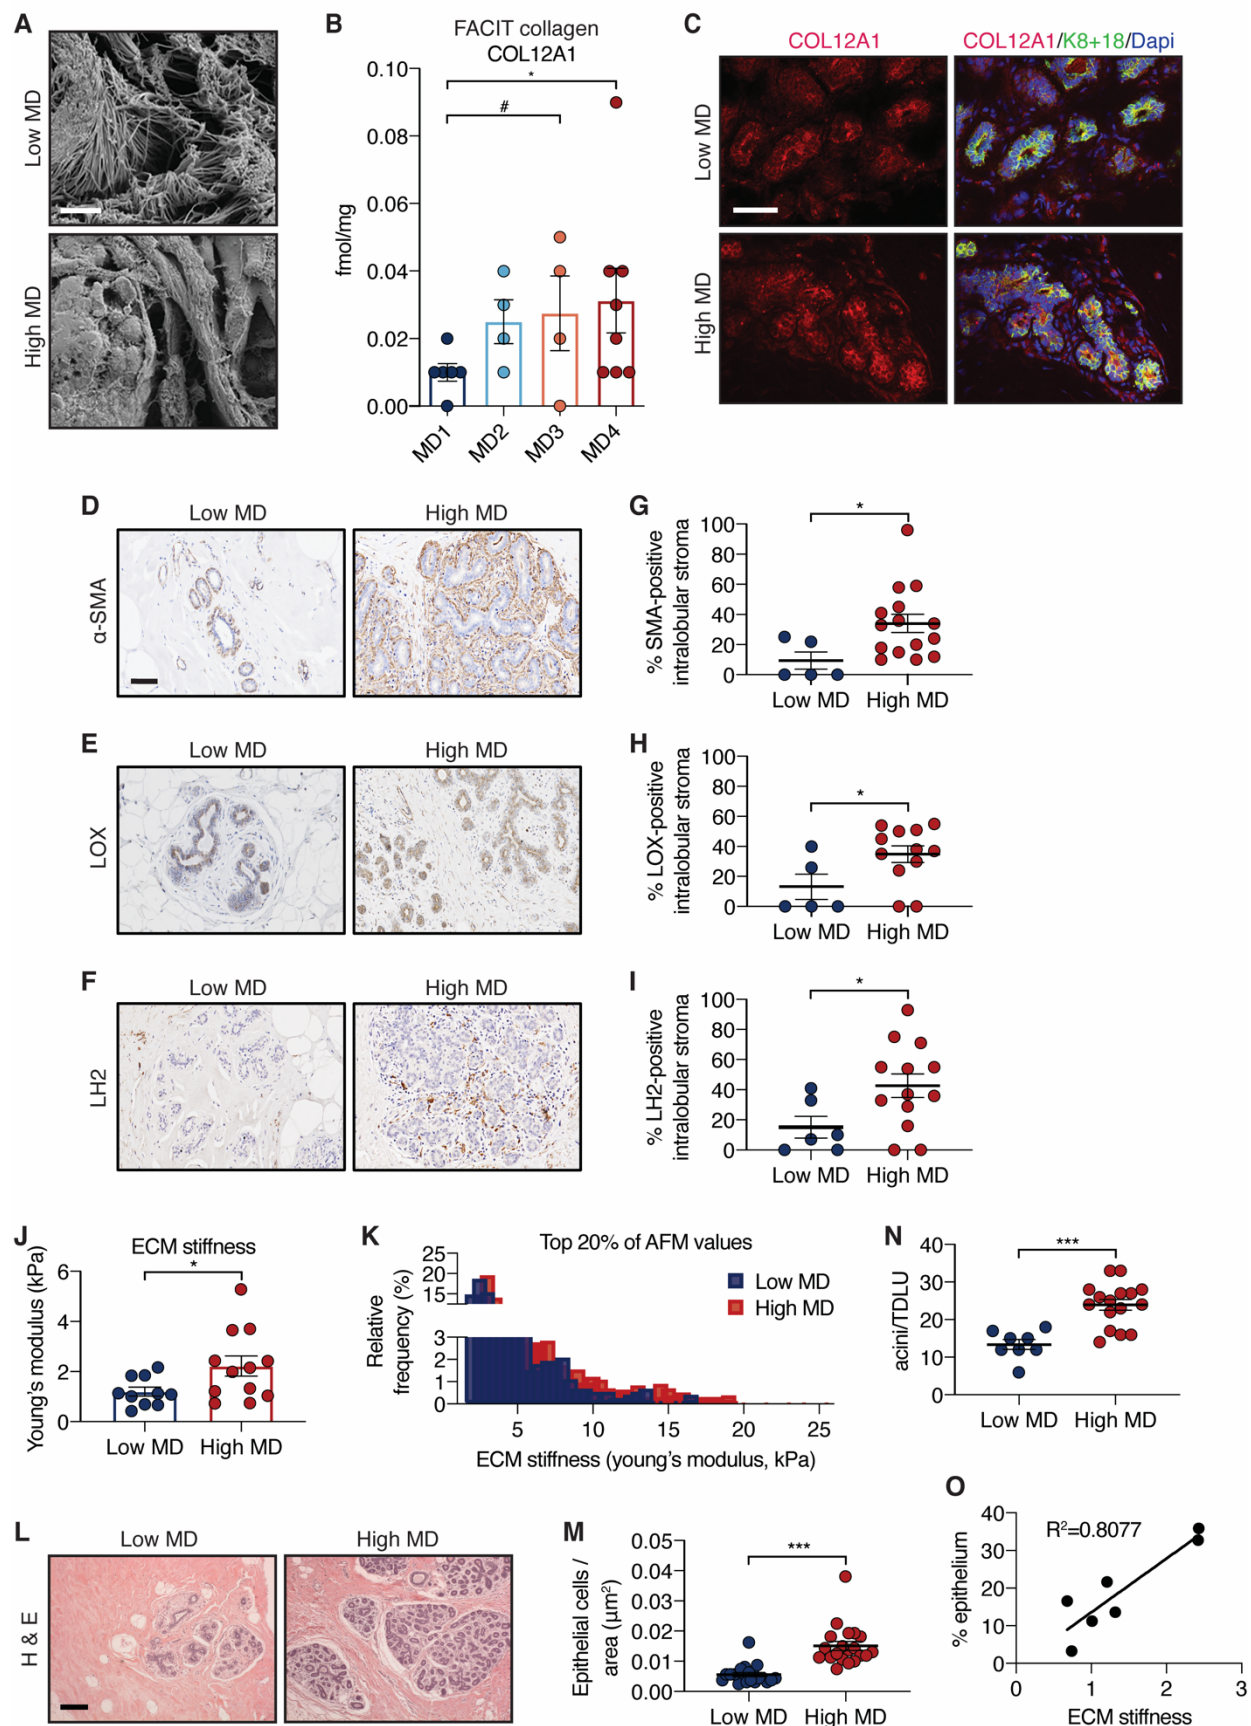 A
Low MD
High MD
B
FACIT collagen
COL12A1
fmol/mg
0.10
0.08
0.06
0.04
0.02
0.00
*
#
MD1
MD2
MD3
MD4
C
COL12A1
COL12A1/K8+18/Dapi
Low MD
High MD
D
Low MD
High MD
α-SMA
G
% SMA-positive
intralobular stroma
100
80
60
40
20
0
*
Low MD
High MD
E
Low MD
High MD
LOX
H
% LOX-positive
intralobular stroma
100
80
60
40
20
0
*
Low MD
High MD
F
Low MD
High MD
LH2
I
% LH2-positive
intralobular stroma
100
80
60
40
20
0
*
Low MD
High MD
J
ECM stiffness
Young's modulus (kPa)
6
4
2
0
*
Low MD
High MD
K
Top 20% of AFM values
Relative
frequency (%)
25
20
15
3
2
1
0
Low MD
High MD
5
10
15
20
25
ECM stiffness (young's modulus, kPa)
N
acini/TDLU
40
30
20
10
0
***
Low MD
High MD
L
Low MD
High MD
H & E
M
Epithelial cells /
area (µm²)
0.05
0.04
0.03
0.02
0.01
0.00
***
Low MD
High MD
O
% epithelium
40
30
20
10
0
R²=0.8077
0
1
2
3
ECM stiffness